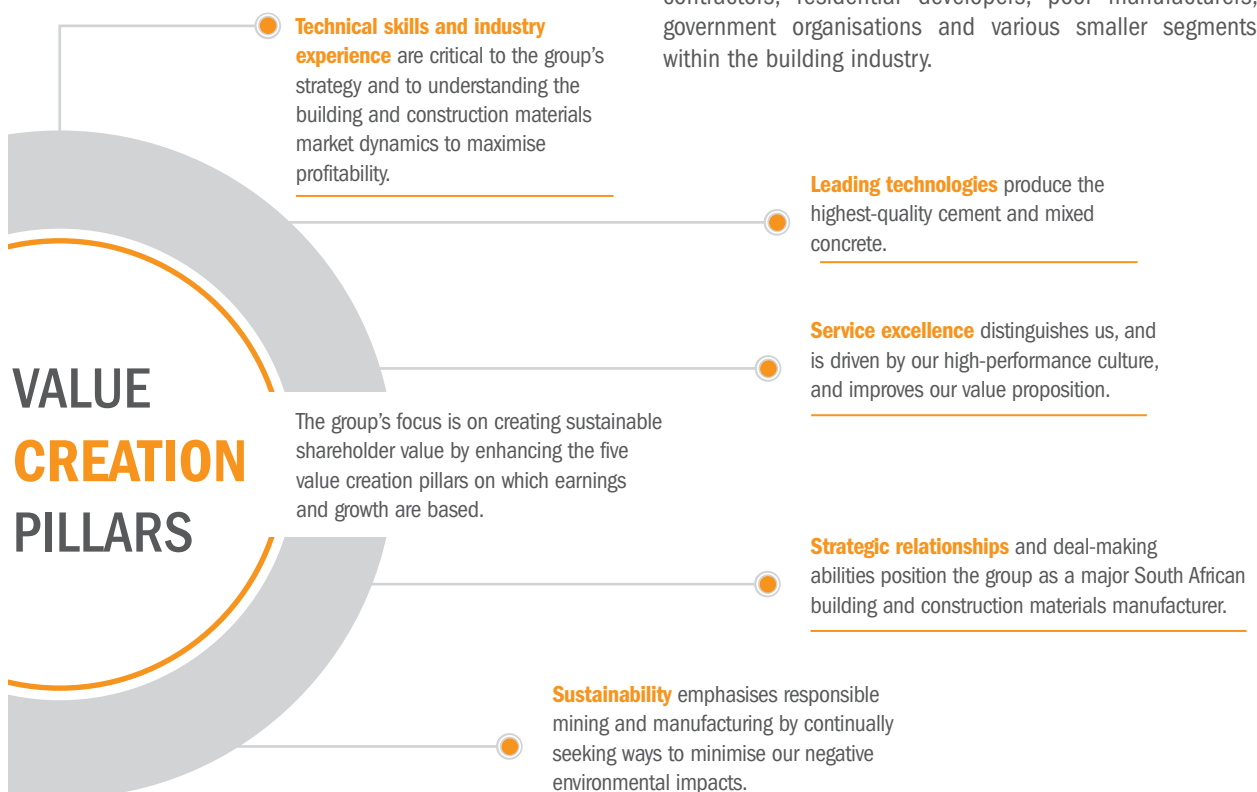 contractors, residential developers, poor manufacturers,
government organisations and various smaller segments
within the building industry.
Technical skills and industry
experience are critical to the group's
strategy and to understanding the
building and construction materials
market dynamics to maximise
profitability.
Leading technologies produce the
highest-quality cement and mixed
concrete.
Service excellence distinguishes us, and
is driven by our high-performance culture,
and improves our value proposition.
VALUE
CREATION
PILLARS
The group's focus is on creating sustainable
shareholder value by enhancing the five
value creation pillars on which earnings
and growth are based.
Strategic relationships and deal-making
abilities position the group as a major South African
building and construction materials manufacturer.
Sustainability emphasises responsible
mining and manufacturing by continually
seeking ways to minimise our negative
environmental impacts.